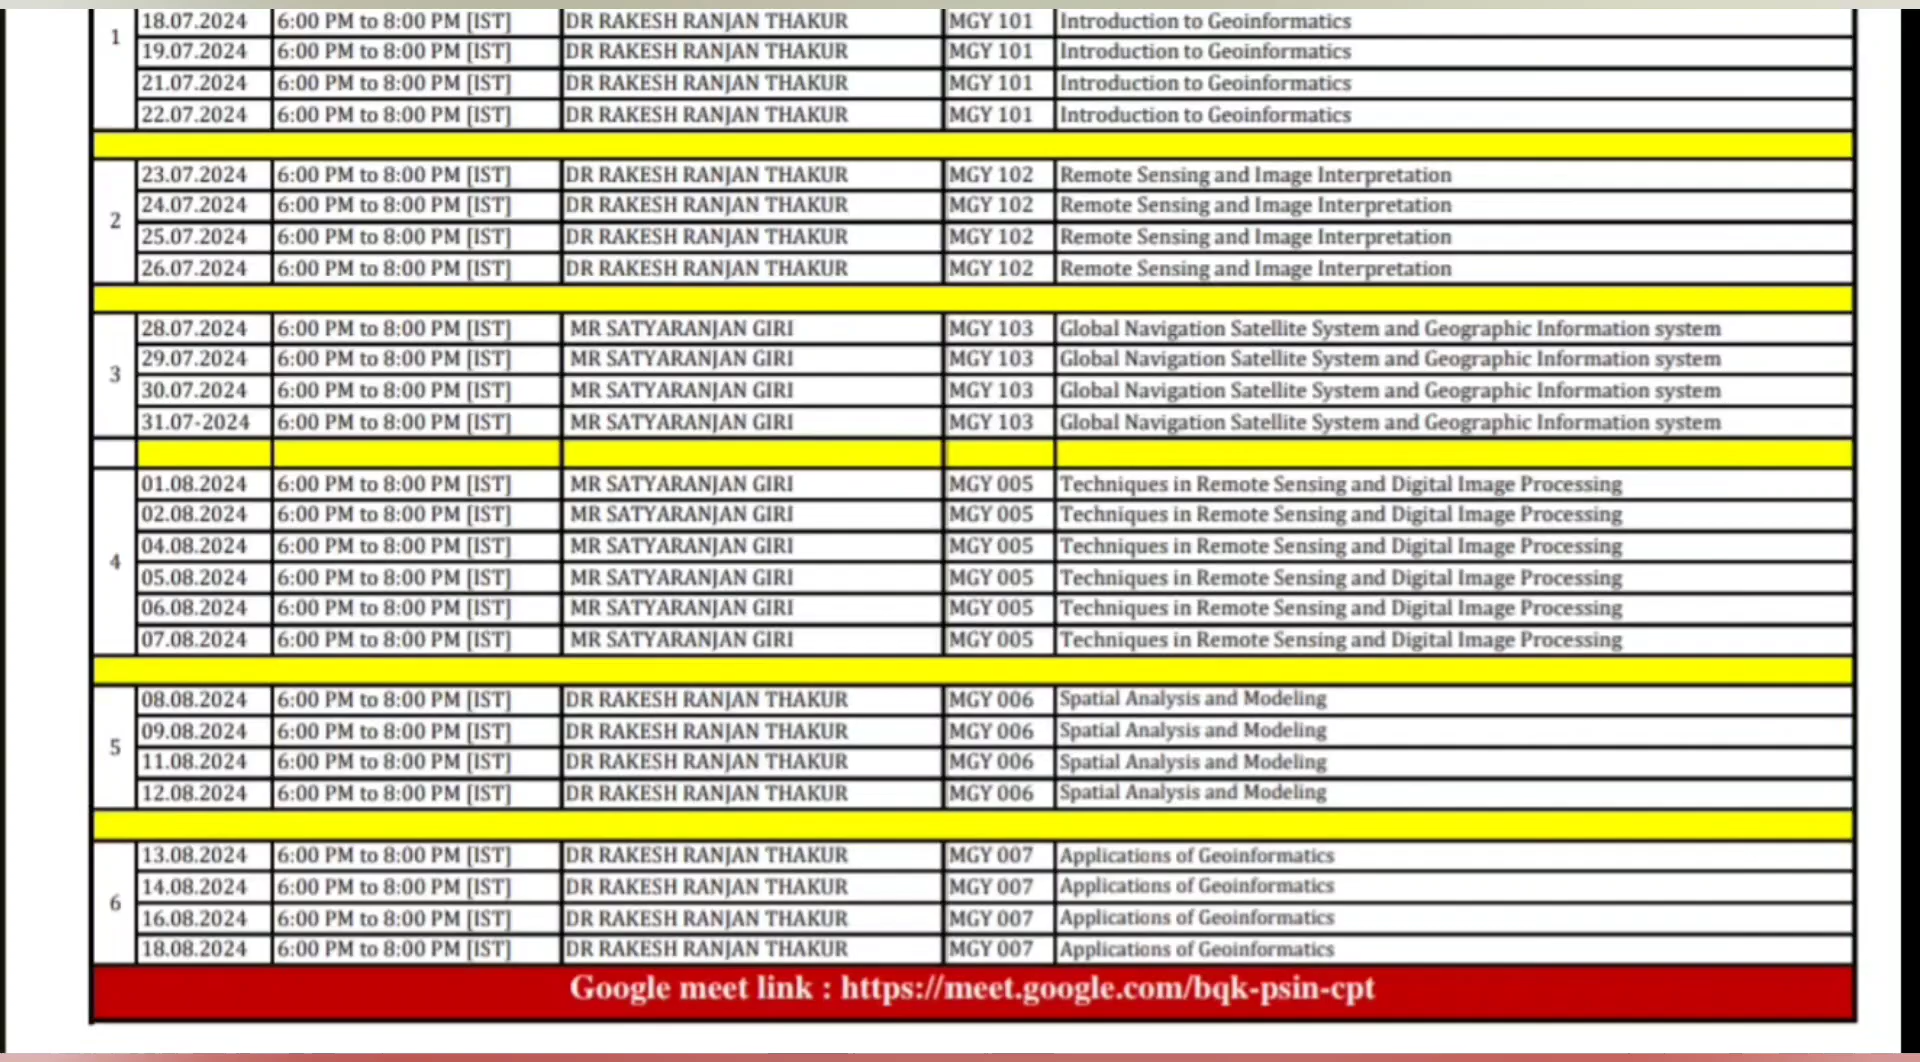 1
18.07.2024 6:00 PM to 8:00 PM [IST] DR RAKESH RANJAN THAKUR MGY 101 Introduction to Geoinformatics
19.07.2024 6:00 PM to 8:00 PM [IST] DR RAKESH RANJAN THAKUR MGY 101 Introduction to Geoinformatics
21.07.2024 6:00 PM to 8:00 PM [IST] DR RAKESH RANJAN THAKUR MGY 101 Introduction to Geoinformatics
22.07.2024 6:00 PM to 8:00 PM [IST] DR RAKESH RANJAN THAKUR MGY 101 Introduction to Geoinformatics
2
23.07.2024 6:00 PM to 8:00 PM [IST] DR RAKESH RANJAN THAKUR MGY 102 Remote Sensing and Image Interpretation
24.07.2024 6:00 PM to 8:00 PM [IST] DR RAKESH RANJAN THAKUR MGY 102 Remote Sensing and Image Interpretation
25.07.2024 6:00 PM to 8:00 PM [IST] DR RAKESH RANJAN THAKUR MGY 102 Remote Sensing and Image Interpretation
26.07.2024 6:00 PM to 8:00 PM [IST] DR RAKESH RANJAN THAKUR MGY 102 Remote Sensing and Image Interpretation
3
28.07.2024 6:00 PM to 8:00 PM [IST] MR SATYARANJAN GIRI MGY 103 Global Navigation Satellite System and Geographic Information system
29.07.2024 6:00 PM to 8:00 PM [IST] MR SATYARANJAN GIRI MGY 103 Global Navigation Satellite System and Geographic Information system
30.07.2024 6:00 PM to 8:00 PM [IST] MR SATYARANJAN GIRI MGY 103 Global Navigation Satellite System and Geographic Information system
31.07-2024 6:00 PM to 8:00 PM [IST] MR SATYARANJAN GIRI MGY 103 Global Navigation Satellite System and Geographic Information system
4
01.08.2024 6:00 PM to 8:00 PM [IST] MR SATYARANJAN GIRI MGY 005 Techniques in Remote Sensing and Digital Image Processing
02.08.2024 6:00 PM to 8:00 PM [IST] MR SATYARANJAN GIRI MGY 005 Techniques in Remote Sensing and Digital Image Processing
04.08.2024 6:00 PM to 8:00 PM [IST] MR SATYARANJAN GIRI MGY 005 Techniques in Remote Sensing and Digital Image Processing
05.08.2024 6:00 PM to 8:00 PM [IST] MR SATYARANJAN GIRI MGY 005 Techniques in Remote Sensing and Digital Image Processing
06.08.2024 6:00 PM to 8:00 PM [IST] MR SATYARANJAN GIRI MGY 005 Techniques in Remote Sensing and Digital Image Processing
07.08.2024 6:00 PM to 8:00 PM [IST] MR SATYARANJAN GIRI MGY 005 Techniques in Remote Sensing and Digital Image Processing
5
08.08.2024 6:00 PM to 8:00 PM [IST] DR RAKESH RANJAN THAKUR MGY 006 Spatial Analysis and Modeling
09.08.2024 6:00 PM to 8:00 PM [IST] DR RAKESH RANJAN THAKUR MGY 006 Spatial Analysis and Modeling
11.08.2024 6:00 PM to 8:00 PM [IST] DR RAKESH RANJAN THAKUR MGY 006 Spatial Analysis and Modeling
12.08.2024 6:00 PM to 8:00 PM [IST] DR RAKESH RANJAN THAKUR MGY 006 Spatial Analysis and Modeling
6
13.08.2024 6:00 PM to 8:00 PM [IST] DR RAKESH RANJAN THAKUR MGY 007 Applications of Geoinformatics
14.08.2024 6:00 PM to 8:00 PM [IST] DR RAKESH RANJAN THAKUR MGY 007 Applications of Geoinformatics
16.08.2024 6:00 PM to 8:00 PM [IST] DR RAKESH RANJAN THAKUR MGY 007 Applications of Geoinformatics
18.08.2024 6:00 PM to 8:00 PM [IST] DR RAKESH RANJAN THAKUR MGY 007 Applications of Geoinformatics
Google meet link : https://meet.google.com/bqk-psin-cpt